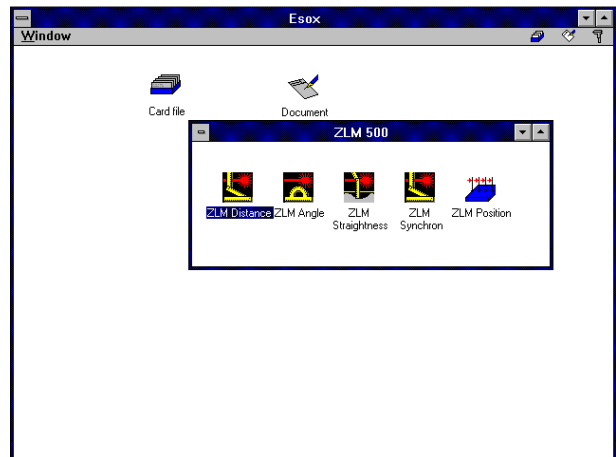 Esox
Window
Card file
Document
ZLM 500
ZLM Distance
ZLM Angle
ZLM
Straightness
ZLM
Synchron
ZLM Position